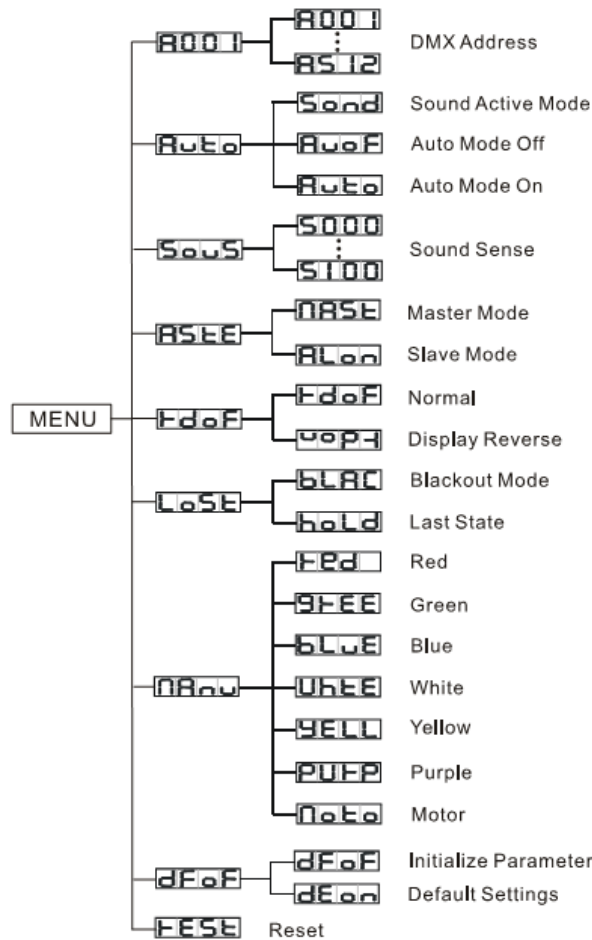 MENU
A001
A001
A512
DMX Address
Auto
Sond
Sound Active Mode
AuoF
Auto Mode Off
Auto
Auto Mode On
SouS
S000
S100
Sound Sense
AStE
MASt
Master Mode
ALon
Slave Mode
rdoF
rdoF
Normal
Display Reverse
LoSt
bLAC
Blackout Mode
hoLd
Last State
MAnu
rEd
Red
grEE
Green
bLuE
Blue
WhtE
White
yELL
Yellow
PUrP
Purple
Moto
Motor
dFoF
dFoF
Initialize Parameter
dEon
Default Settings
rESt
Reset